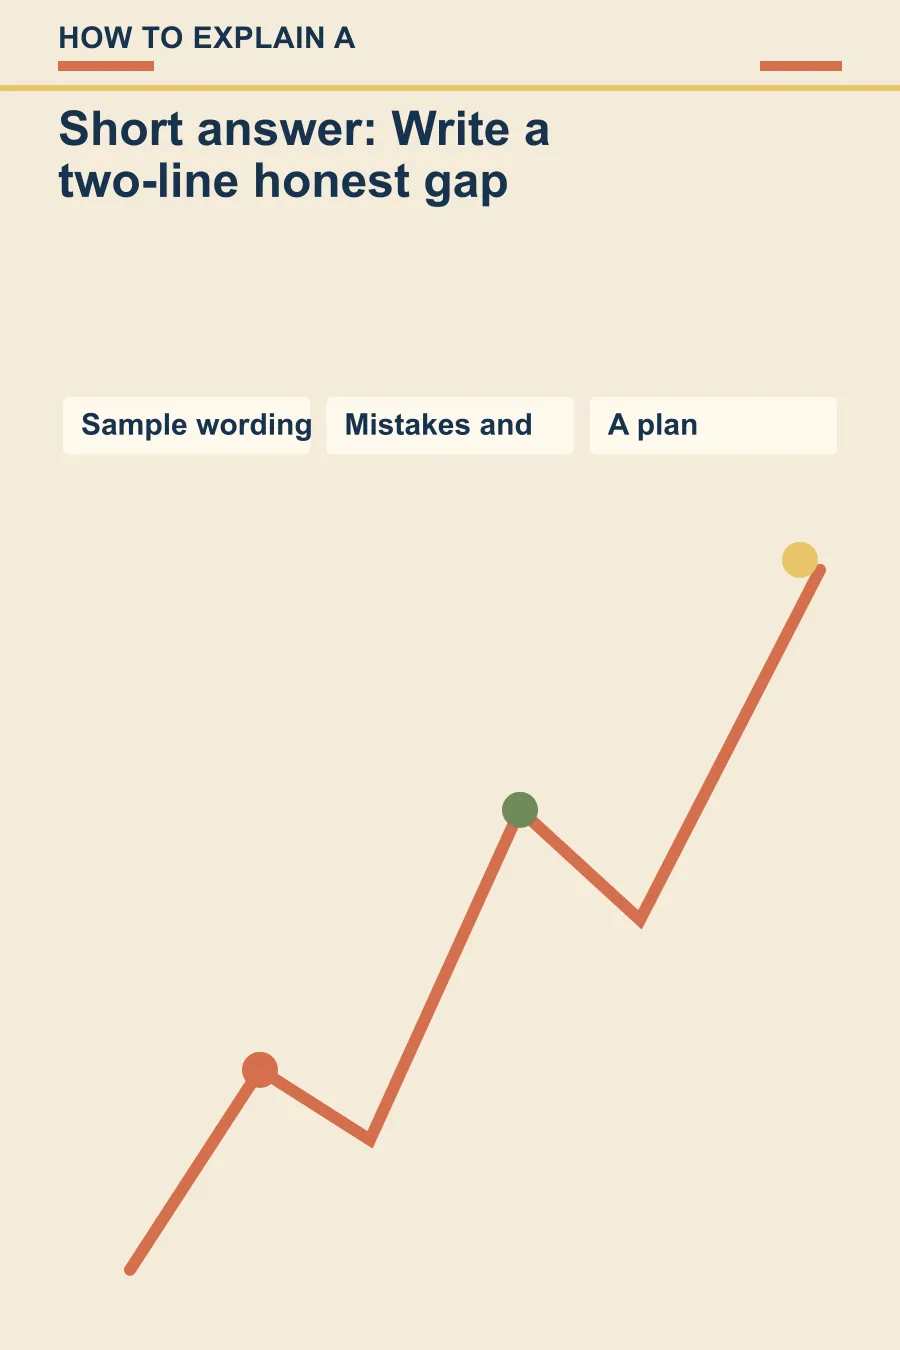 HOW TO EXPLAIN A
Short answer: Write a
two-line honest gap
Sample wording
Mistakes and
A plan